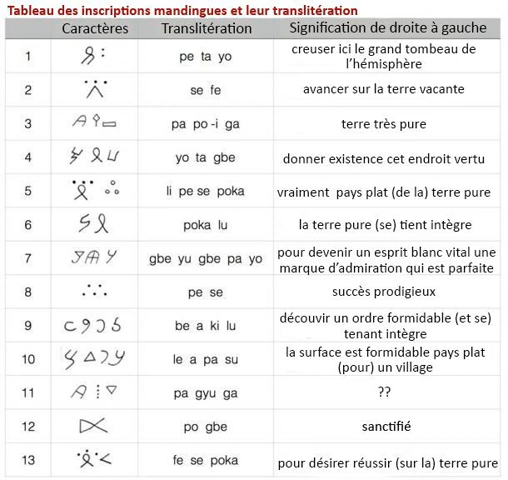 Tableau des inscriptions mandingues et leur translitération
Caractères Translitération Signification de droite à gauche
1 pe ta yo creuser ici le grand tombeau de
l’hémisphère
2 se fe avancer sur la terre vacante
3 pa po -i ga terre très pure
4 yo ta gbe donner existence cet endroit vertu
5 li pe se poka vraiment pays plat (de la) terre pure
6 poka lu la terre pure (se) tient intègre
7 gbe yu gbe pa yo pour devenir un esprit blanc vital une
marque d’admiration qui est parfaite
8 pe se succès prodigieux
9 be a ki lu découvir un ordre formidable (et se)
tenant intègre
10 le a pa su la surface est formidable pays plat
(pour) un village
11 pa gyu ga ??
12 po gbe sanctifié
13 fe se poka pour désirer réussir (sur la) terre pure